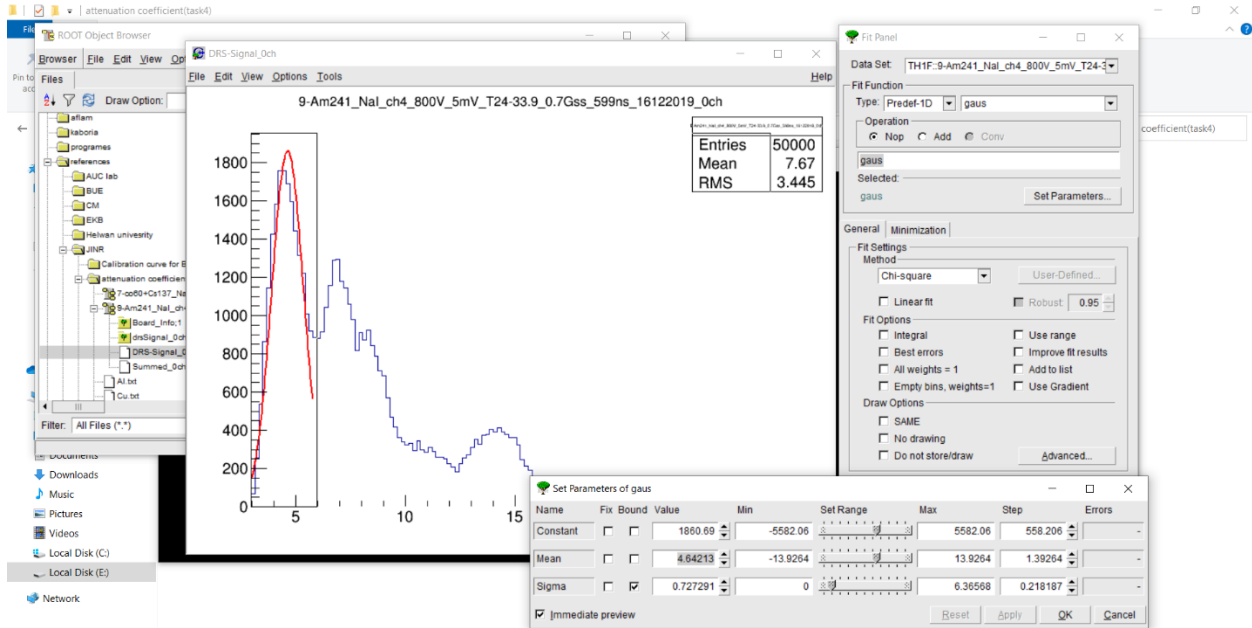 attenuation coefficient(task4)
File
ROOT Object Browser
Browser File Edit View Op
Files
Draw Option:
aflam
kaboria
programes
references
AUC lab
BUE
CM
EKB
Helwan univesrity
JINR
Calibration curve for E
attenuation coefficien
7-co60+Cs137_Na
9-Am241_NaI_ch
Board_Info;1
drsSignal_0ch
DRS-Signal_0
Summed_0ch
Al.txt
Cu.txt
Filter: All Files (*.*)
Documents
Downloads
Music
Pictures
Videos
Local Disk (C:)
Local Disk (E:)
Network
DRS-Signal_0ch
File Edit View Options Tools Help
9-Am241_NaI_ch4_800V_5mV_T24-33.9_0.7Gss_599ns_16122019_0ch
Entries 50000
Mean 7.67
RMS 3.445
1800
1600
1400
1200
1000
800
600
400
200
0
5 10 15
Fit Panel
Data Set: TH1F::9-Am241_NaI_ch4_800V_5mV_T24-3
Fit Function
Type: Predef-1D gaus
Operation
Nop Add Conv
gaus
Selected:
gaus Set Parameters...
General Minimization
Fit Settings
Method
Chi-square User-Defined...
Linear fit Robust: 0.95
Fit Options
Integral Use range
Best errors Improve fit results
All weights = 1 Add to list
Empty bins, weights=1 Use Gradient
Draw Options
SAME
No drawing
Do not store/draw Advanced...
coefficient(task4)
Set Parameters of gaus
Name Fix Bound Value Min Set Range Max Step Errors
Constant 1860.69 -5582.06 5582.06 558.206 -
Mean 4.64213 -13.9264 13.9264 1.39264 -
Sigma 0.727291 0 6.36568 0.218187 -
Immediate preview Reset Apply OK Cancel